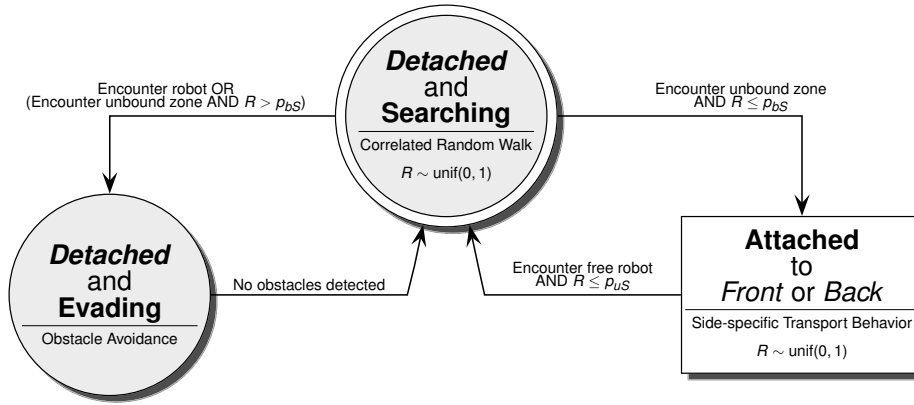 Detached
and
Searching
Correlated Random Walk
R ~ unif(0, 1)
Encounter robot OR
(Encounter unbound zone AND R > p_bS)
Encounter unbound zone
AND R ≤ p_bS
Detached
and
Evading
Obstacle Avoidance
No obstacles detected
Encounter free robot
AND R ≤ p_uS
Attached
to
Front or Back
Side-specific Transport Behavior
R ~ unif(0, 1)